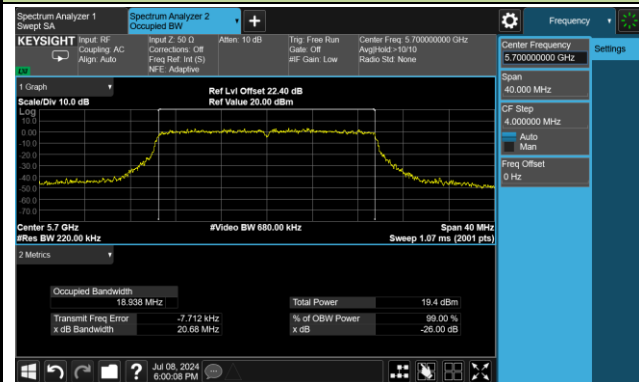 Spectrum Analyzer 1
Swept SA
Spectrum Analyzer 2
Occupied BW
+
Frequency
KEYSIGHT
Input: RF
Coupling: AC
Align: Auto
Input Z: 50 Ω
Corrections: Off
Freq Ref: Int (S)
NFE: Adaptive
Atten: 10 dB
Trig: Free Run
Gate: Off
#IF Gain: Low
Center Freq: 5.700000000 GHz
Avg|Hold:>10/10
Radio Std: None
Center Frequency
5.700000000 GHz
Settings
Span
40.000 MHz
CF Step
4.000000 MHz
Auto
Man
Freq Offset
0 Hz
1 Graph
Scale/Div 10.0 dB
Ref Lvl Offset 22.40 dB
Ref Value 20.00 dBm
Log
10.0
0.00
-10.0
-20.0
-30.0
-40.0
-50.0
-60.0
-70.0
Center 5.7 GHz
#Res BW 220.00 kHz
#Video BW 680.00 kHz
Span 40 MHz
Sweep 1.07 ms (2001 pts)
2 Metrics
Occupied Bandwidth
18.938 MHz
Total Power 19.4 dBm
Transmit Freq Error -7.712 kHz
% of OBW Power 99.00 %
x dB Bandwidth 20.68 MHz
x dB -26.00 dB
?
Jul 08, 2024
6:00:08 PM